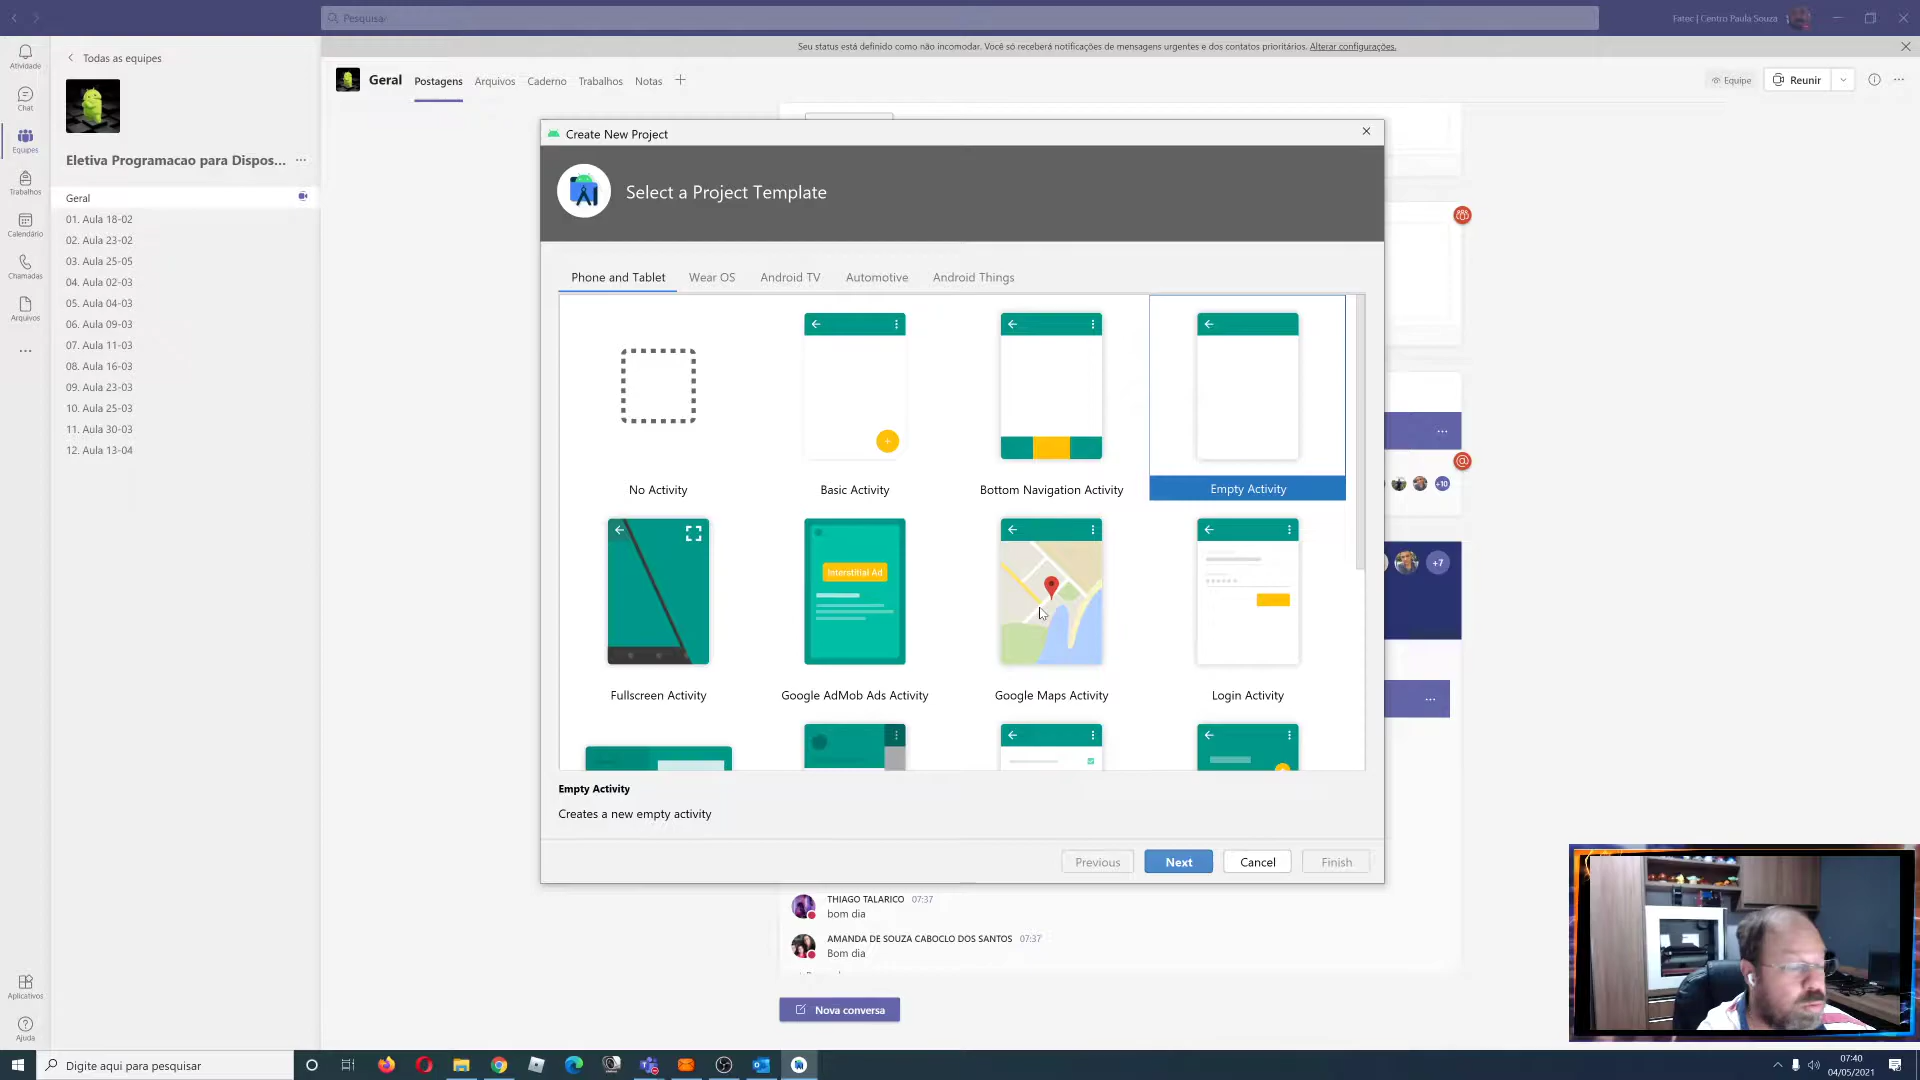 Pesquisar
Fatec | Centro Paula Souza
Seu status está definido como não incomodar. Você só receberá notificações de mensagens urgentes e dos contatos prioritários. Alterar configurações.
Atividade
Chat
Equipes
Trabalhos
Calendário
Chamadas
Arquivos
Aplicativos
Ajuda
Todas as equipes
Eletiva Programacao para Dispos...
Geral
01. Aula 18-02
02. Aula 23-02
03. Aula 25-05
04. Aula 02-03
05. Aula 04-03
06. Aula 09-03
07. Aula 11-03
08. Aula 16-03
09. Aula 23-03
10. Aula 25-03
11. Aula 30-03
12. Aula 13-04
Geral
Postagens
Arquivos
Caderno
Trabalhos
Notas
Equipe
Reunir
Create New Project
Select a Project Template
Phone and Tablet
Wear OS
Android TV
Automotive
Android Things
No Activity
Basic Activity
Bottom Navigation Activity
Empty Activity
Interstitial Ad
Fullscreen Activity
Google AdMob Ads Activity
Google Maps Activity
Login Activity
Empty Activity
Creates a new empty activity
Previous
Next
Cancel
Finish
+10
+7
THIAGO TALARICO 07:37
bom dia
AMANDA DE SOUZA CABOCLO DOS SANTOS 07:37
Bom dia
Nova conversa
Digite aqui para pesquisar
07:40
04/05/2021